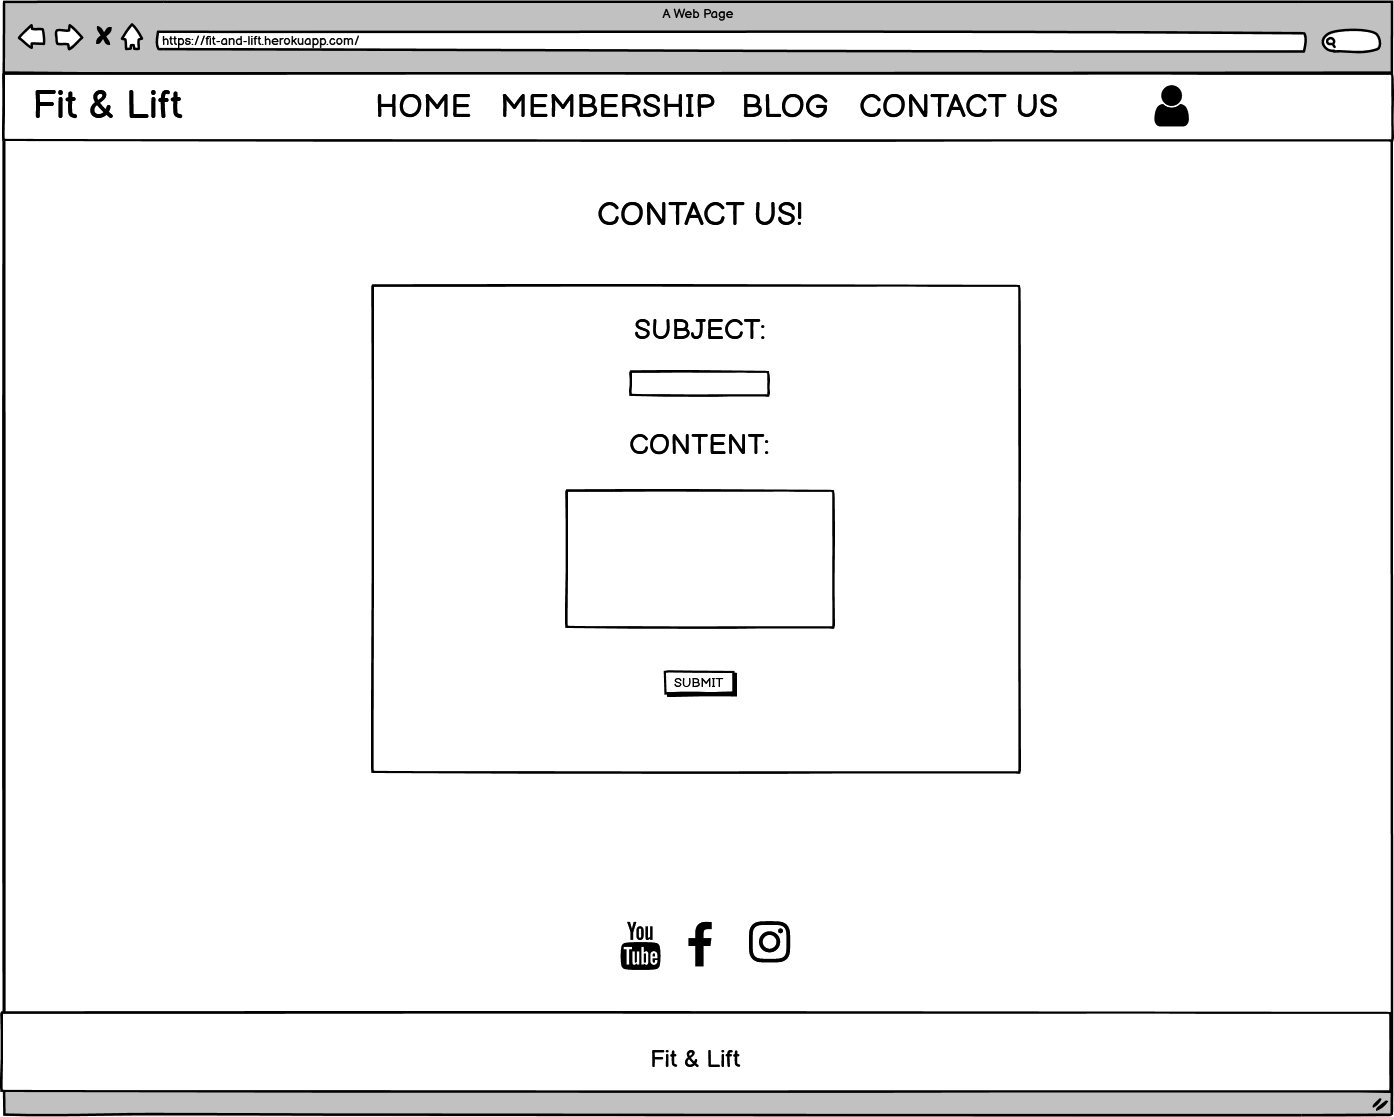 A Web Page
https://fit-and-lift.herokuapp.com/
Fit & Lift HOME MEMBERSHIP BLOG CONTACT US
CONTACT US!
SUBJECT:
CONTENT:
SUBMIT
You
Tube
Fit & Lift